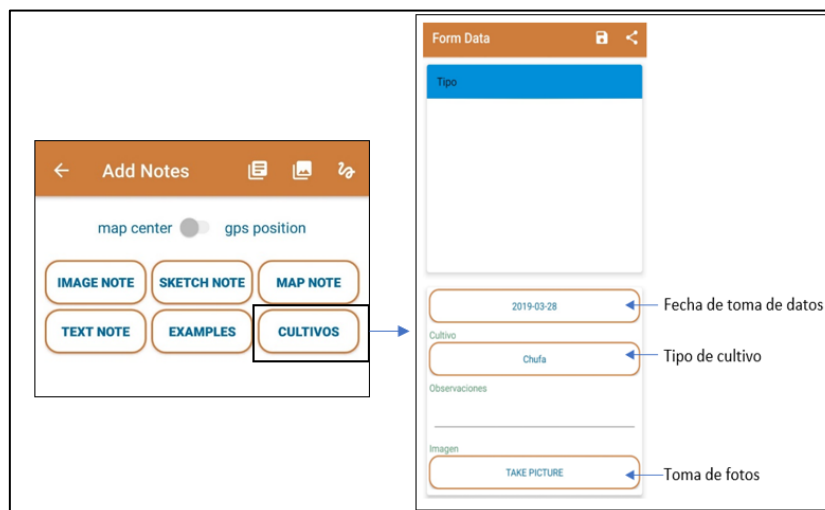 Add Notes
map center gps position
IMAGE NOTE SKETCH NOTE MAP NOTE
TEXT NOTE EXAMPLES CULTIVOS
Form Data
Tipo
2019-03-28
Fecha de toma de datos
Cultivo
Chufa
Tipo de cultivo
Observaciones
Imagen
TAKE PICTURE
Toma de fotos